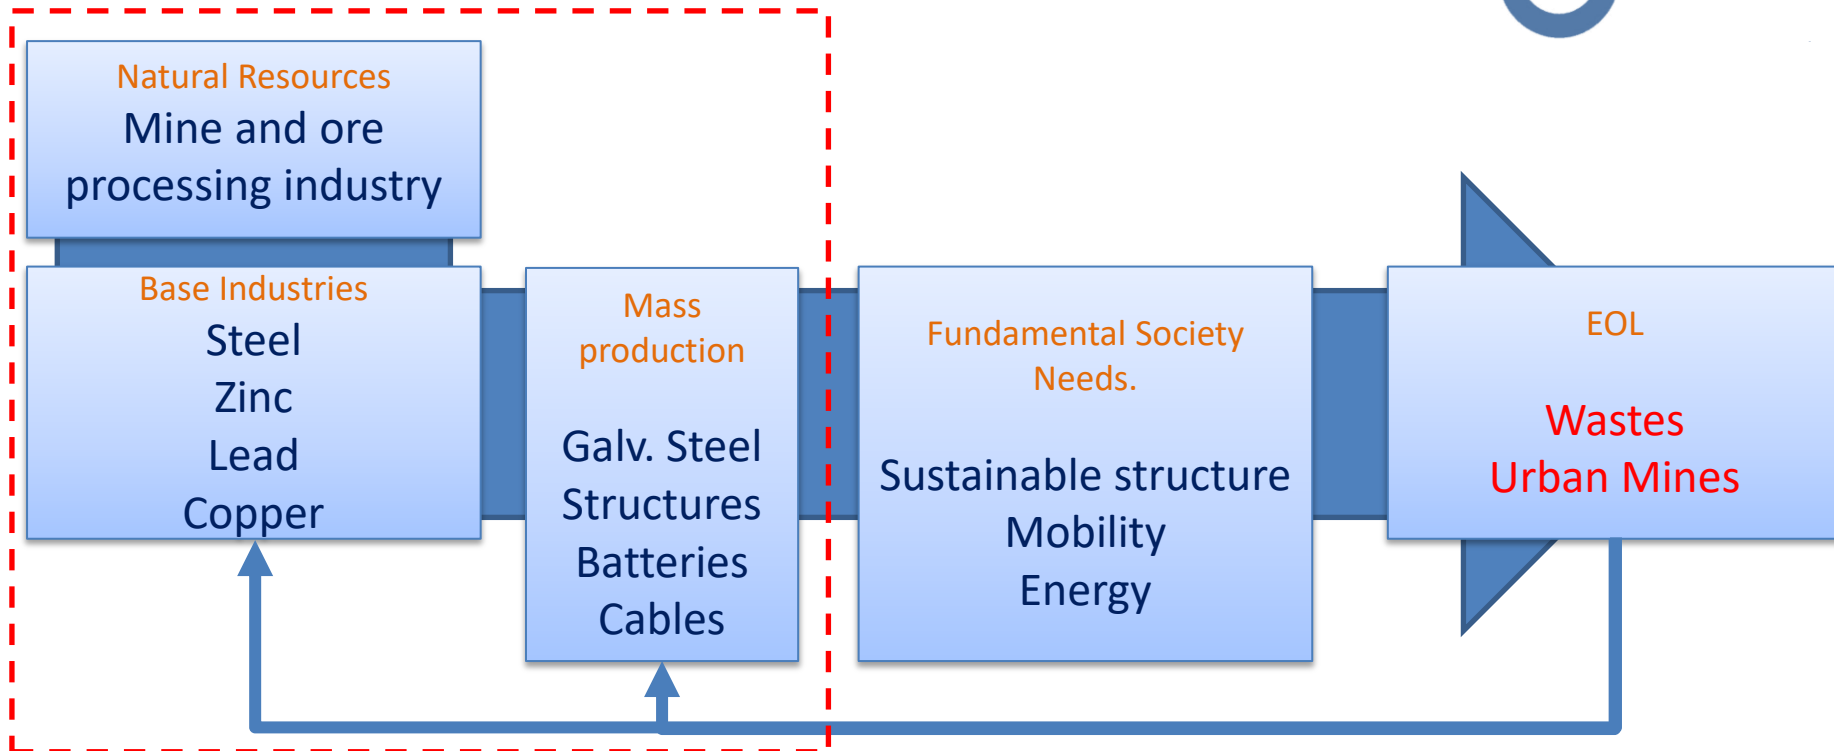 Natural Resources
Mine and ore
processing industry
Base Industries
Steel
Zinc
Lead
Copper
Mass
production
Galv. Steel
Structures
Batteries
Cables
Fundamental Society
Needs.
Sustainable structure
Mobility
Energy
EOL
Wastes
Urban Mines